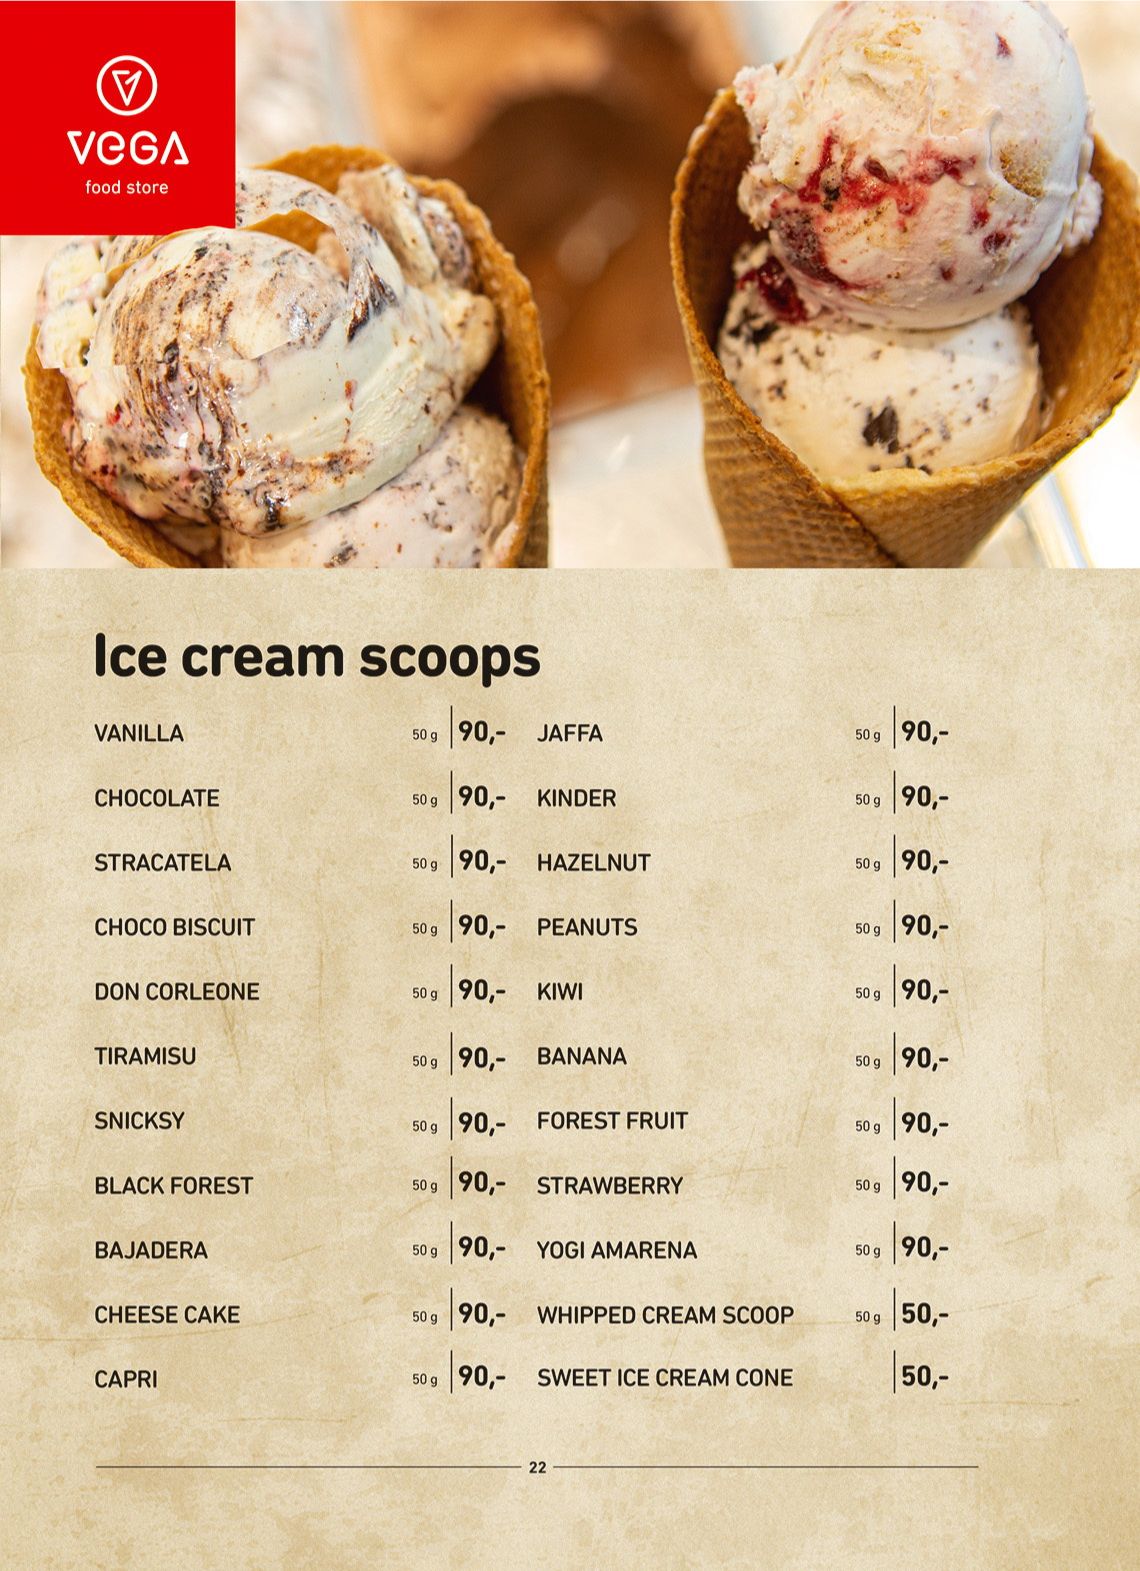 VEGA
food store
Ice cream scoops
VANILLA 50 g 90,-
CHOCOLATE 50 g 90,-
STRACATELA 50 g 90,-
CHOCO BISCUIT 50 g 90,-
DON CORLEONE 50 g 90,-
TIRAMISU 50 g 90,-
SNICKSY 50 g 90,-
BLACK FOREST 50 g 90,-
BAJADERA 50 g 90,-
CHEESE CAKE 50 g 90,-
CAPRI 50 g 90,-
JAFFA 50 g 90,-
KINDER 50 g 90,-
HAZELNUT 50 g 90,-
PEANUTS 50 g 90,-
KIWI 50 g 90,-
BANANA 50 g 90,-
FOREST FRUIT 50 g 90,-
STRAWBERRY 50 g 90,-
YOGI AMARENA 50 g 90,-
WHIPPED CREAM SCOOP 50 g 50,-
SWEET ICE CREAM CONE 50,-
22